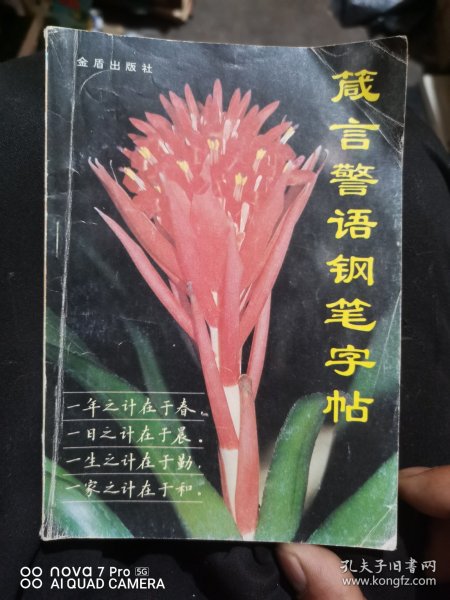 金盾出版社
箴言警语钢笔字帖
一年之计在于春。
一日之计在于晨。
一生之计在于勤。
一家之计在于和。
nova 7 Pro 5G
AI QUAD CAMERA
孔夫子旧书网
www.kongfz.com